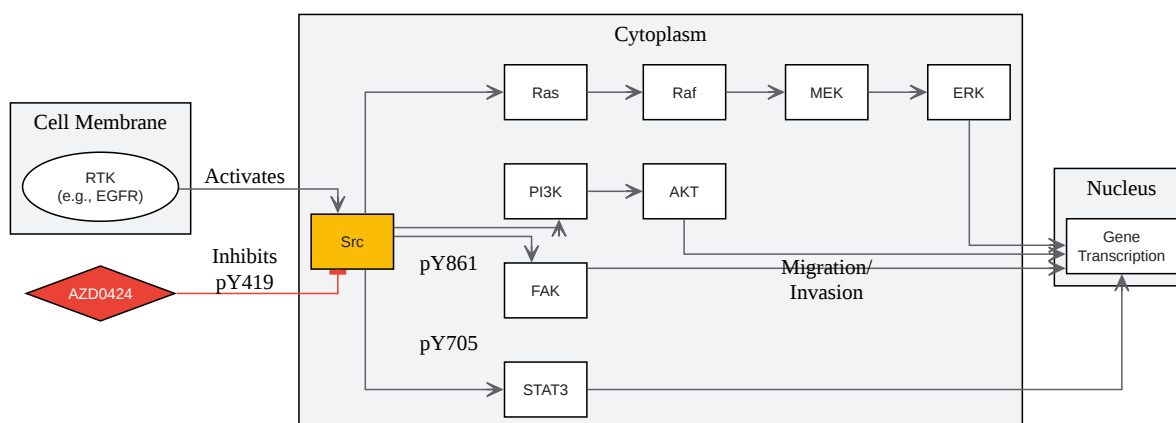 Cytoplasm
Ras
Raf
MEK
ERK
Cell Membrane
RTK
(e.g., EGFR)
Activates
PI3K
AKT
Nucleus
Gene
Transcription
Src
Inhibits
pY419
AZD0424
pY861
FAK
Migration/
Invasion
pY705
STAT3